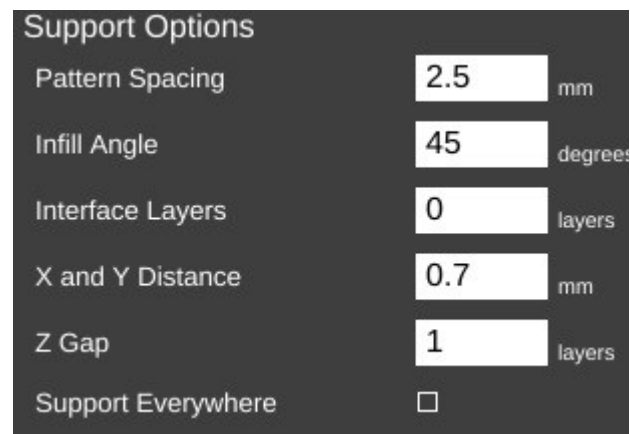 Support Options
Pattern Spacing 2.5 mm
Infill Angle 45 degrees
Interface Layers 0 layers
X and Y Distance 0.7 mm
Z Gap 1 layers
Support Everywhere